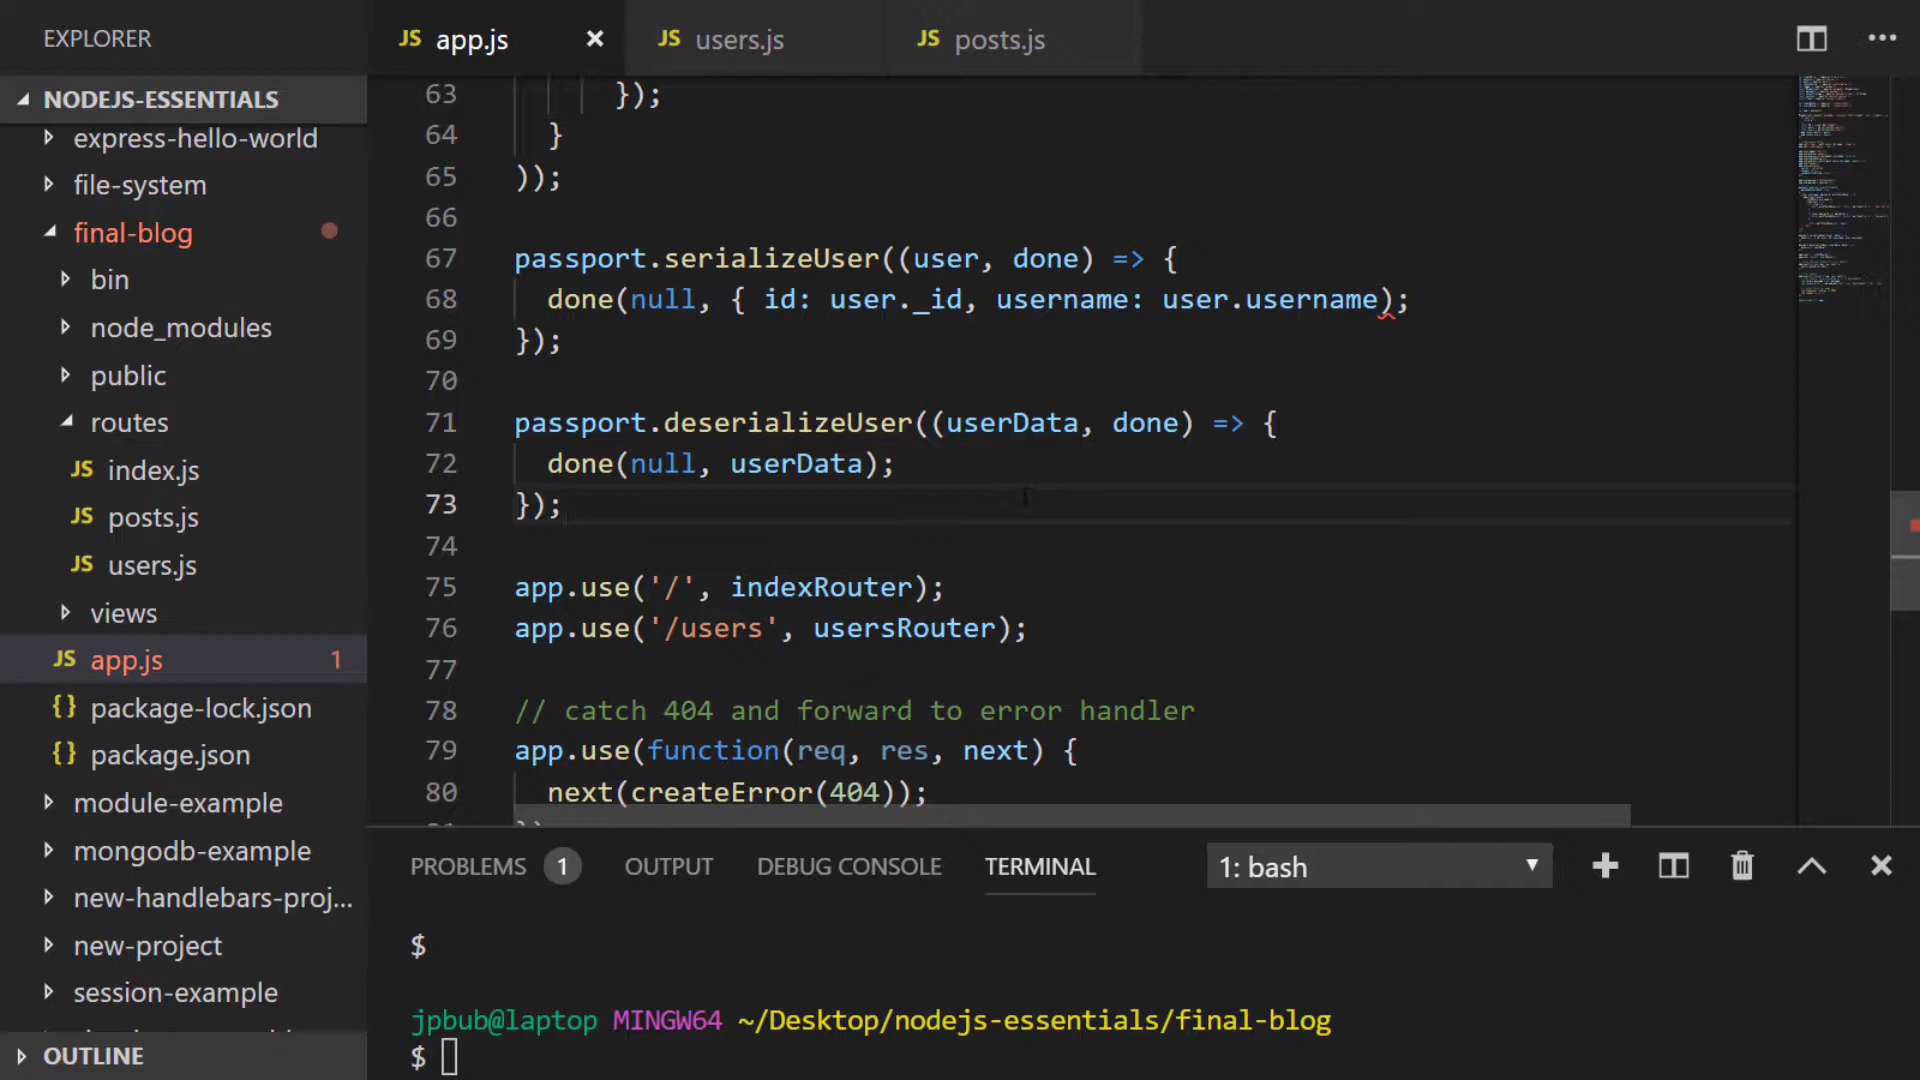 EXPLORER
NODEJS-ESSENTIALS
express-hello-world
file-system
final-blog
bin
node_modules
public
routes
JS index.js
JS posts.js
JS users.js
views
JS app.js 1
{} package-lock.json
{} package.json
module-example
mongodb-example
new-handlebars-proj...
new-project
session-example
OUTLINE
JS app.js
JS users.js
JS posts.js
63 });
64 }
65 ));
66
67 passport.serializeUser((user, done) => {
68 done(null, { id: user._id, username: user.username);
69 });
70
71 passport.deserializeUser((userData, done) => {
72 done(null, userData);
73 });
74
75 app.use('/', indexRouter);
76 app.use('/users', usersRouter);
77
78 // catch 404 and forward to error handler
79 app.use(function(req, res, next) {
80 next(createError(404));
PROBLEMS 1 OUTPUT DEBUG CONSOLE TERMINAL 1: bash
$
jpbub@laptop MINGW64 ~/Desktop/nodejs-essentials/final-blog
$